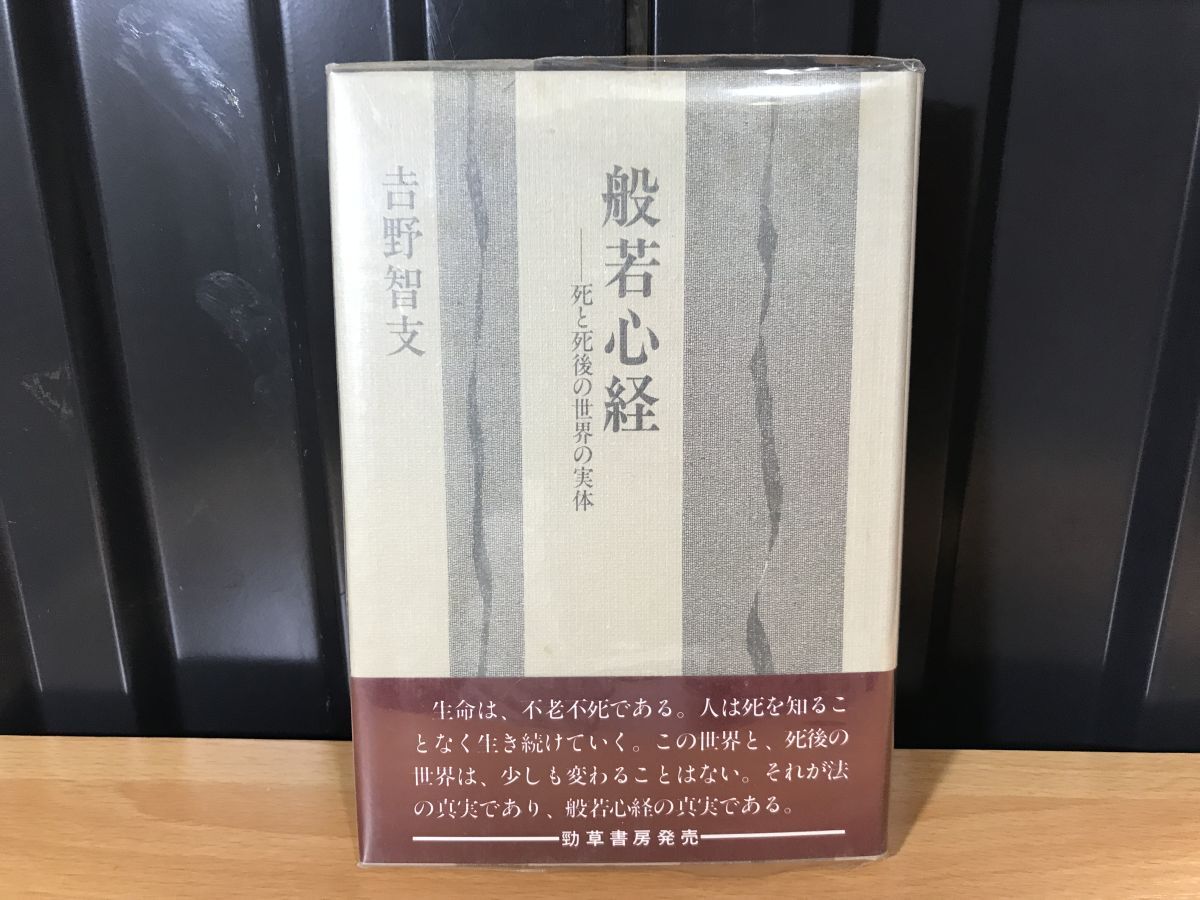 般若心経
――死と死後の世界の実体
吉野智支
生命は、不老不死である。人は死を知るこ
となく生き続けていく。この世界と、死後の
世界は、少しも変わることはない。それが法
の真実であり、般若心経の真実である。
勁草書房発売